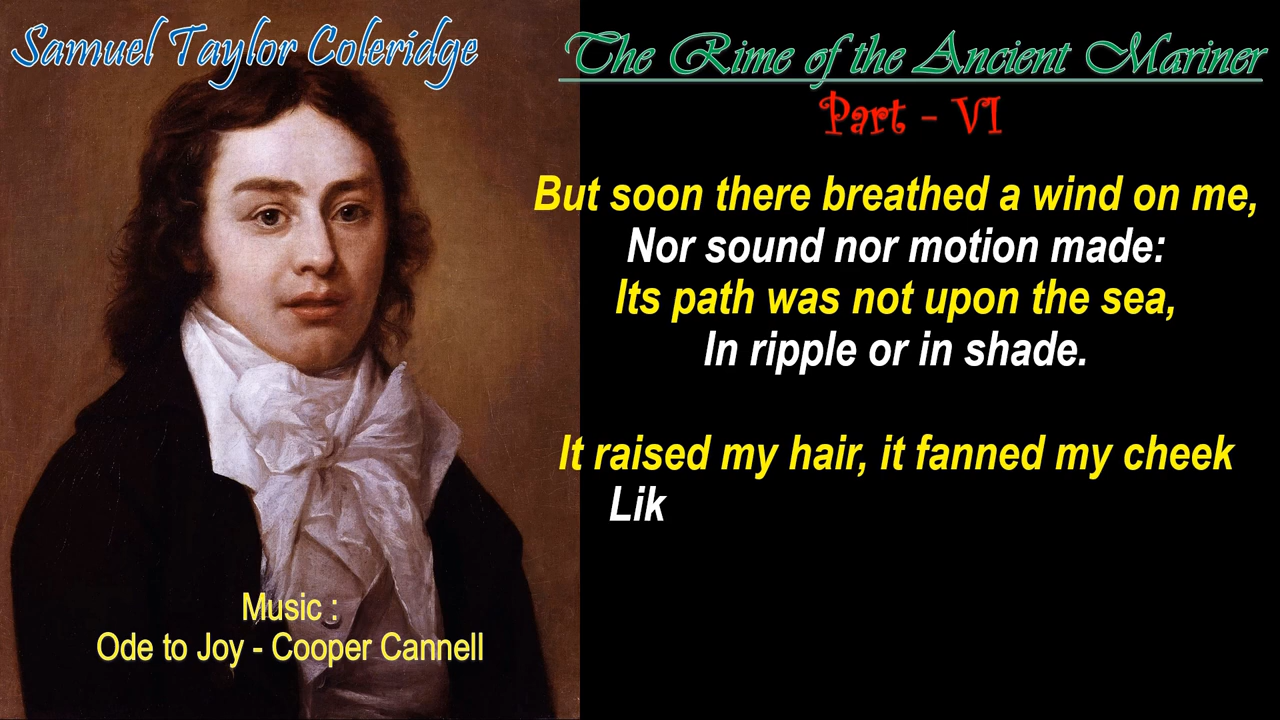 Samuel Taylor Coleridge
The Rime of the Ancient Mariner
Part - VI
But soon there breathed a wind on me,
Nor sound nor motion made:
Its path was not upon the sea,
In ripple or in shade.
It raised my hair, it fanned my cheek
Lik
Music :
Ode to Joy - Cooper Cannell